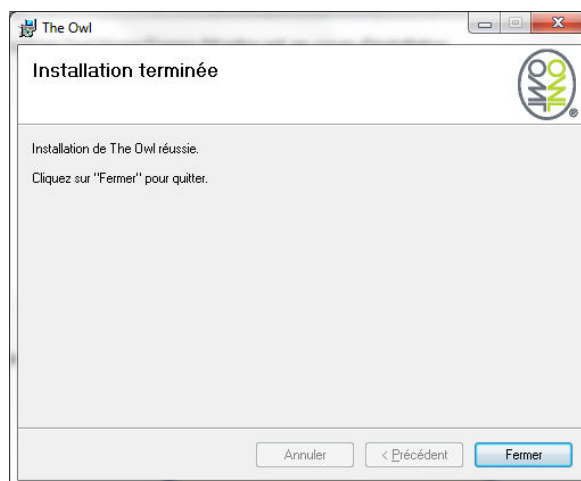 The Owl
Installation terminée
Installation de The Owl réussie.
Cliquez sur "Fermer" pour quitter.
Annuler
< Précédent
Fermer